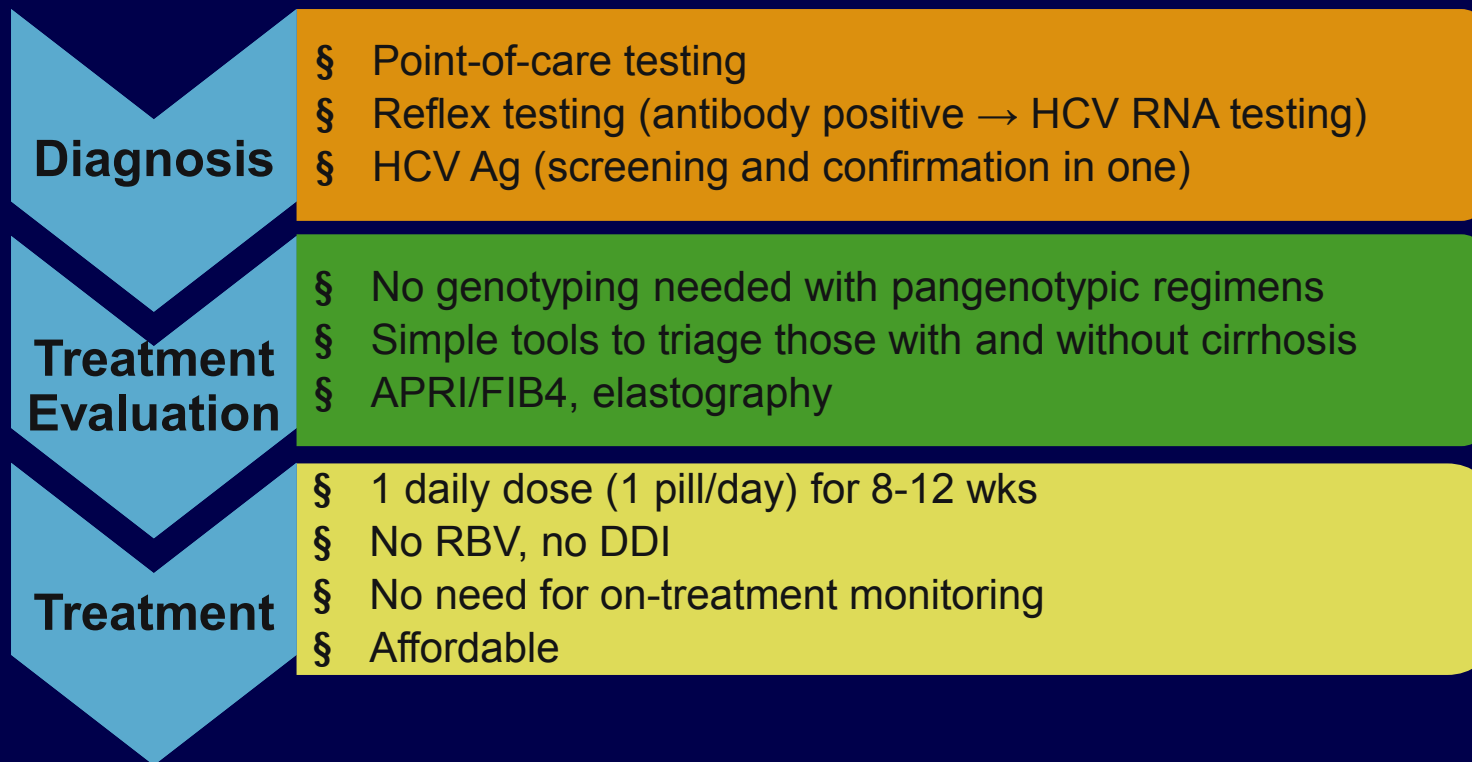 Diagnosis
§ Point-of-care testing
§ Reflex testing (antibody positive → HCV RNA testing)
§ HCV Ag (screening and confirmation in one)
Treatment
Evaluation
§ No genotyping needed with pangenotypic regimens
§ Simple tools to triage those with and without cirrhosis
§ APRI/FIB4, elastography
Treatment
§ 1 daily dose (1 pill/day) for 8-12 wks
§ No RBV, no DDI
§ No need for on-treatment monitoring
§ Affordable